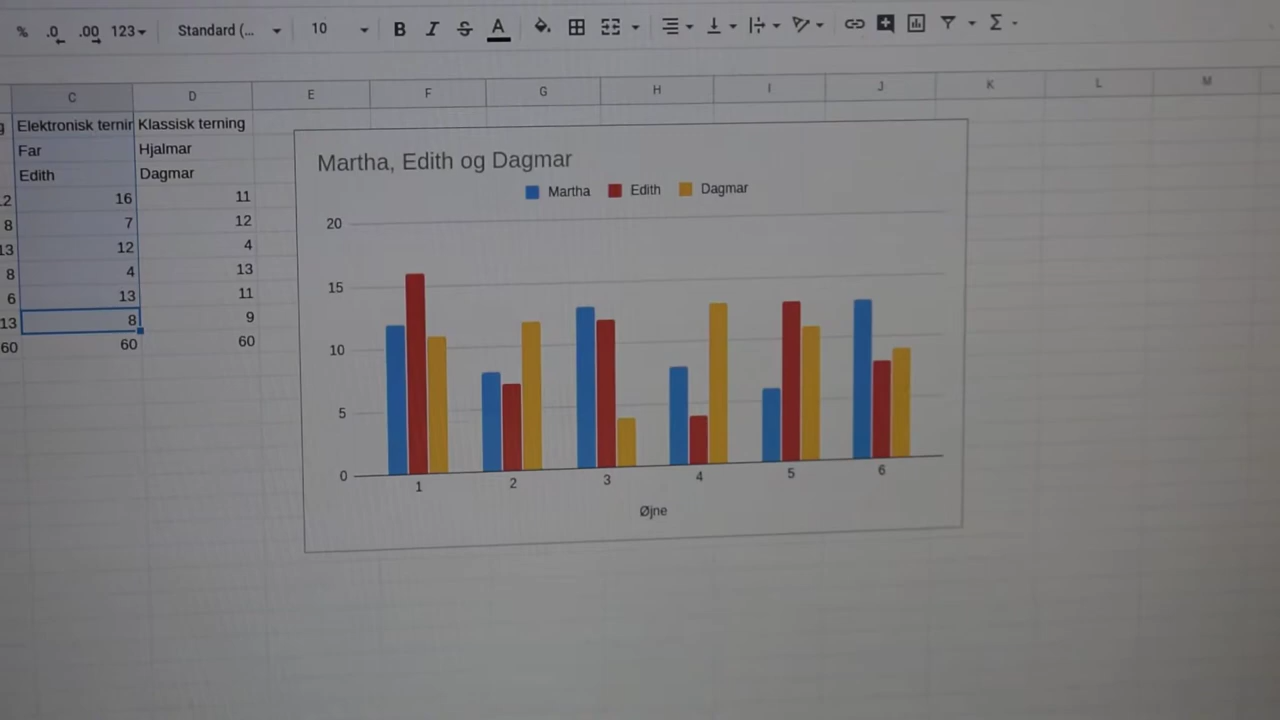 % .0 .00 123 Standard (... 10 B I S A Σ
C D E F G H I J K L M
g Elektronisk ternin Klassisk terning
Far Hjalmar
Edith Dagmar
12 16 11
8 7 12
13 12 4
8 4 13
6 13 11
13 8 9
60 60 60
Martha, Edith og Dagmar
Martha Edith Dagmar
20
15
10
5
0
1 2 3 4 5 6
Øjne